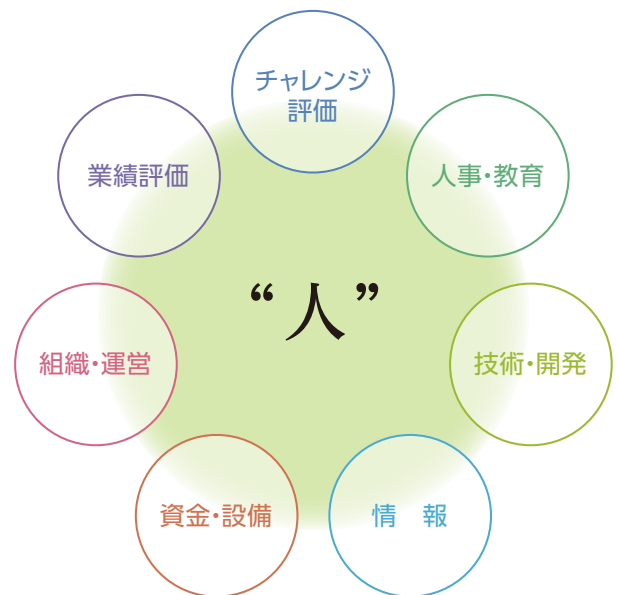 チャレンジ
評価
人事・教育
技術・開発
情　報
資金・設備
組織・運営
業績評価
“人”